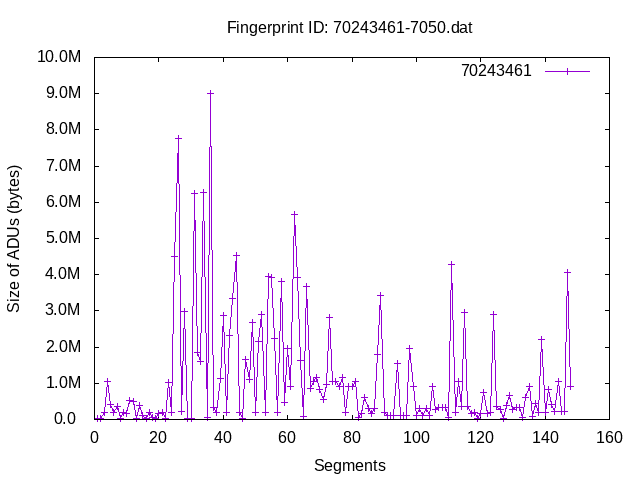 Fingerprint ID: 70243461-7050.dat
70243461
Size of ADUs (bytes)
10.0M
9.0M
8.0M
7.0M
6.0M
5.0M
4.0M
3.0M
2.0M
1.0M
0.0
0 20 40 60 80 100 120 140 160
Segments